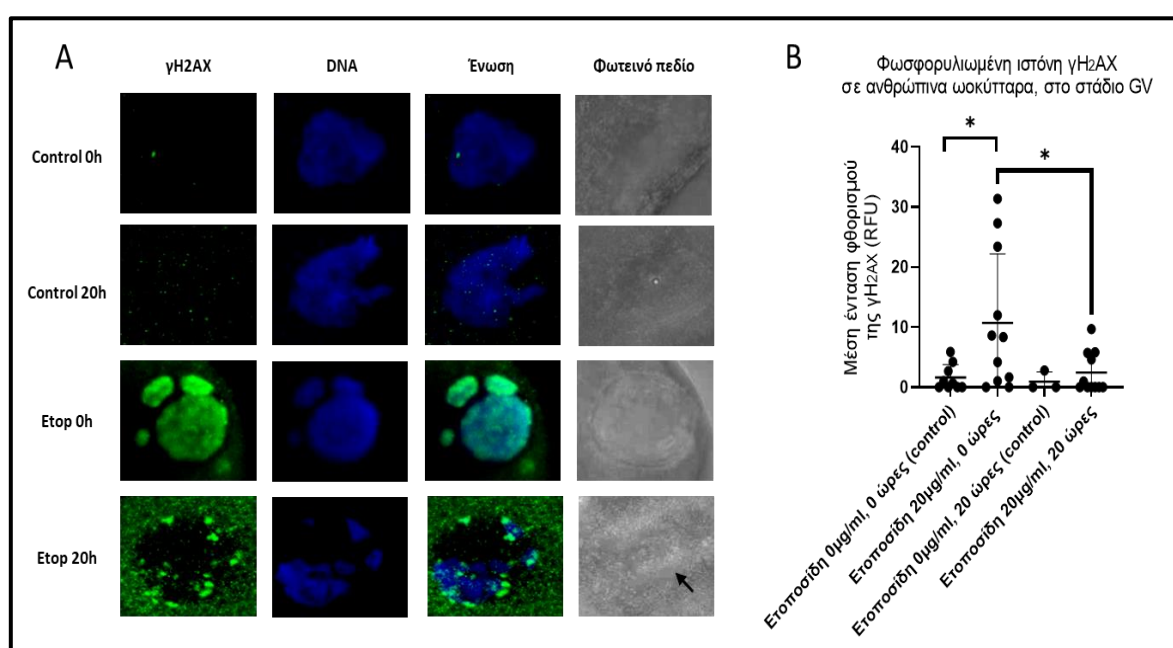 A
γH2AX
DNA
Ένωση
Φωτεινό πεδίο
Control 0h
Control 20h
Etop 0h
Etop 20h
B
Φωσφορυλιωμένη ιστόνη γH2AX
σε ανθρώπινα ωοκύτταρα, στο στάδιο GV
*
*
Μέση ένταση φθορισμού
της γH2AX (RFU)
40
30
20
10
0
Ετοποσίδη 0μg/ml, 0 ώρες (control)
Ετοποσίδη 20μg/ml, 0 ώρες
Ετοποσίδη 0μg/ml, 20 ώρες (control)
Ετοποσίδη 20μg/ml, 20 ώρες